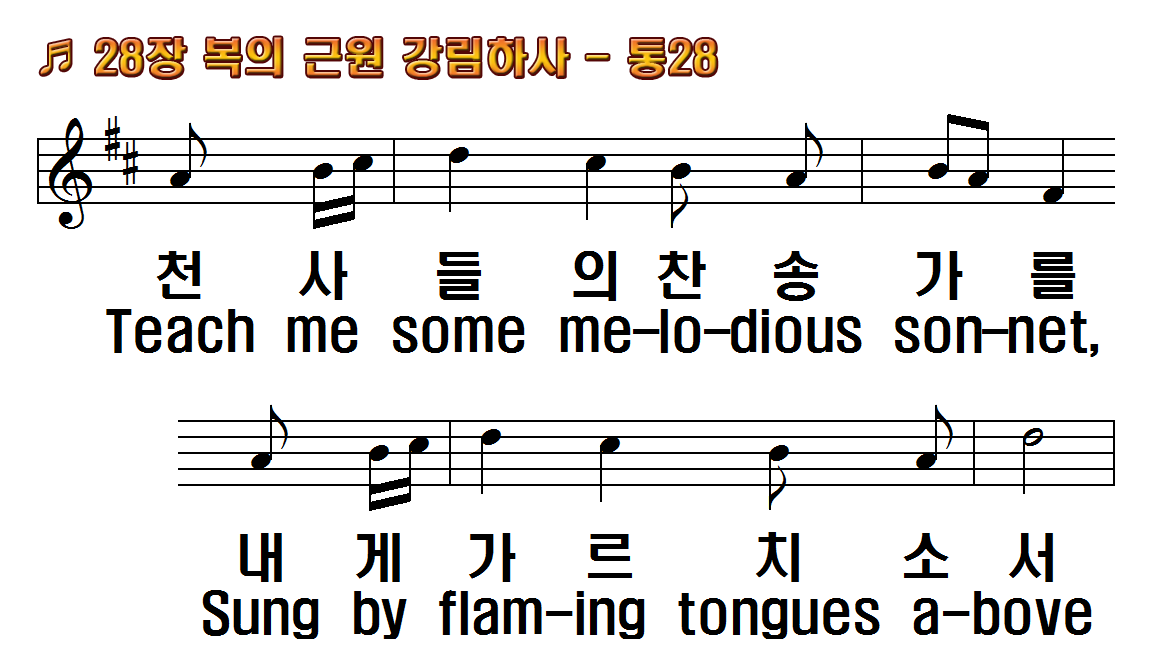 ♬ 28장 복의 근원 강림하사 - 통28
천 사 들 의 찬 송 가 를
Teach me some me-lo-dious son-net,
내 게 가 르 치 소 서
Sung by flam-ing tongues a-bove